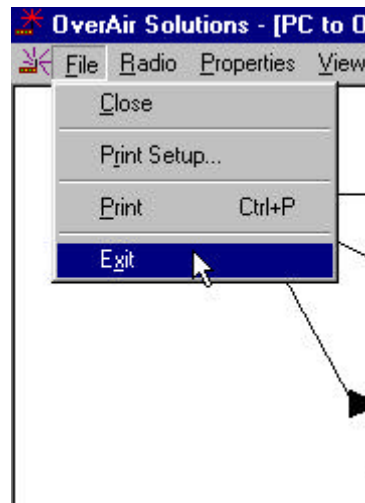 OverAir Solutions - [PC to
File Radio Properties View
Close
Print Setup...
Print Ctrl+P
Exit